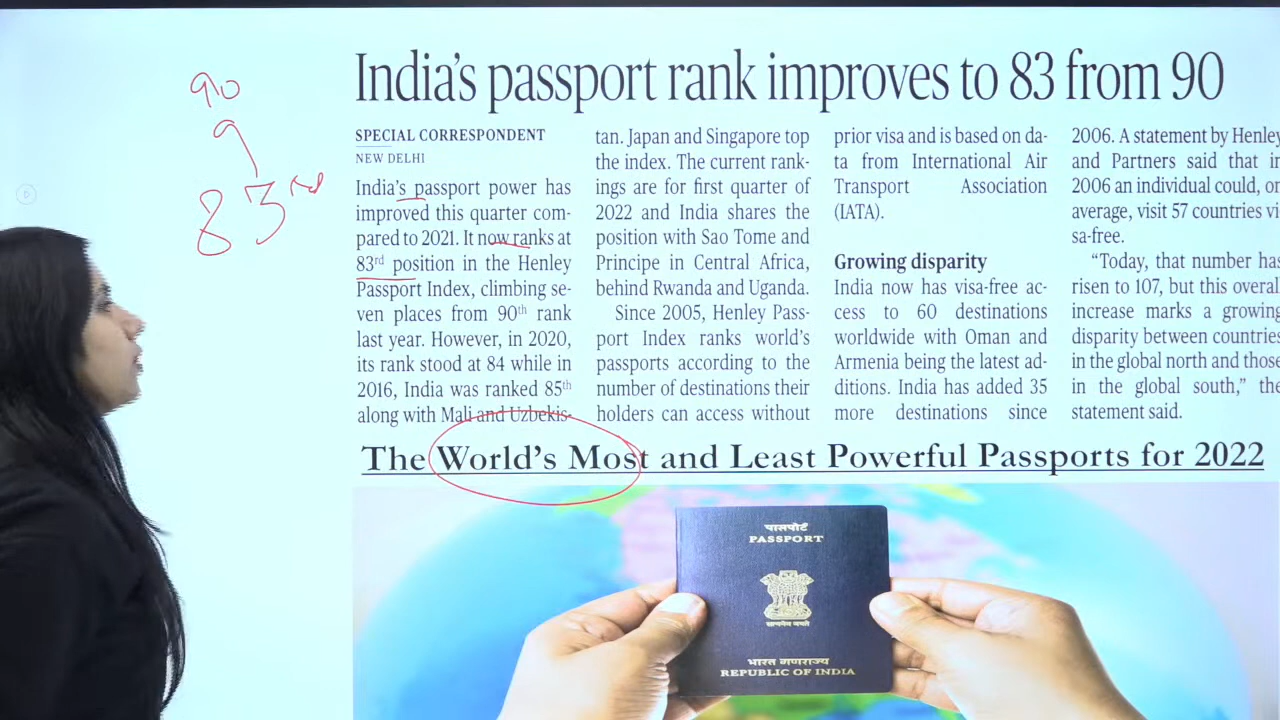 90
9
83rd
India's passport rank improves to 83 from 90
SPECIAL CORRESPONDENT
NEW DELHI
India's passport power has
improved this quarter com-
pared to 2021. It now ranks at
83rd position in the Henley
Passport Index, climbing se-
ven places from 90th rank
last year. However, in 2020,
its rank stood at 84 while in
2016, India was ranked 85th
along with Mali and Uzbekis-
tan. Japan and Singapore top
the index. The current rank-
ings are for first quarter of
2022 and India shares the
position with Sao Tome and
Principe in Central Africa,
behind Rwanda and Uganda.
Since 2005, Henley Pass-
port Index ranks world's
passports according to the
number of destinations their
holders can access without
prior visa and is based on da-
ta from International Air
Transport Association
(IATA).
Growing disparity
India now has visa-free ac-
cess to 60 destinations
worldwide with Oman and
Armenia being the latest ad-
ditions. India has added 35
more destinations since
2006. A statement by Henley
and Partners said that in
2006 an individual could, on
average, visit 57 countries vi
sa-free.
"Today, that number has
risen to 107, but this overall
increase marks a growing
disparity between countries
in the global north and those
in the global south," the
statement said.
The World's Most and Least Powerful Passports for 2022
पासपोर्ट
PASSPORT
सत्यमेव जयते
भारत गणराज्य
REPUBLIC OF INDIA